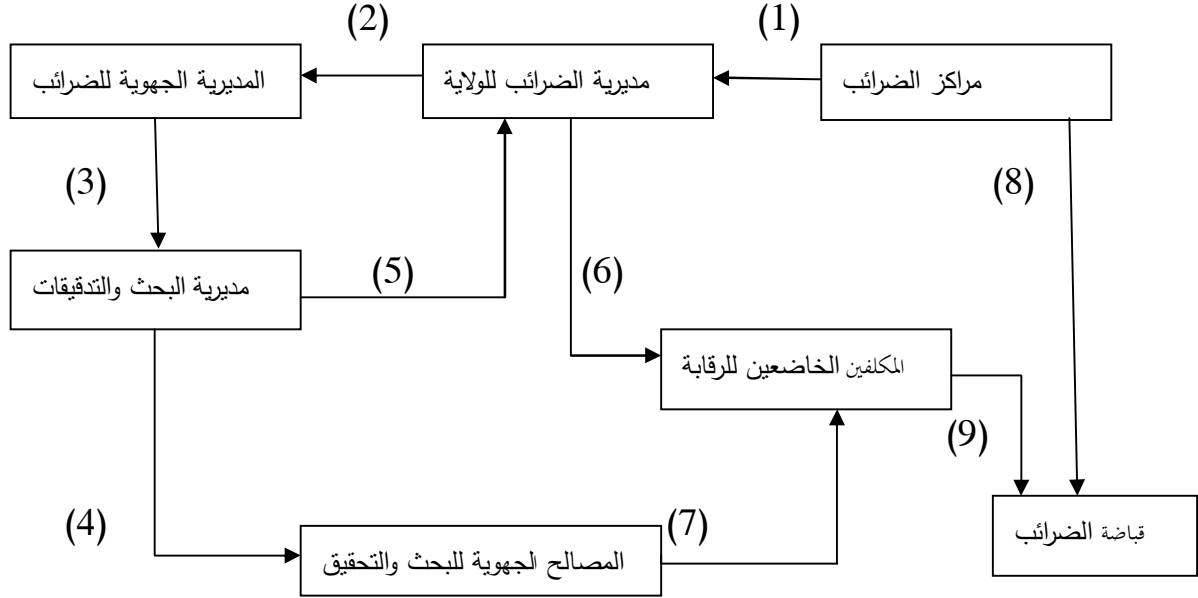 (1)
(2)
مراكز الضرائب
مديرية الضرائب للولاية
المديرية الجهوية للضرائب
(8)
(3)
(6)
(5)
مديرية البحث والتدقيقات
المكلفين الخاضعين للرقابة
(9)
(7)
(4)
قباضة الضرائب
المصالح الجهوية للبحث والتحقيق